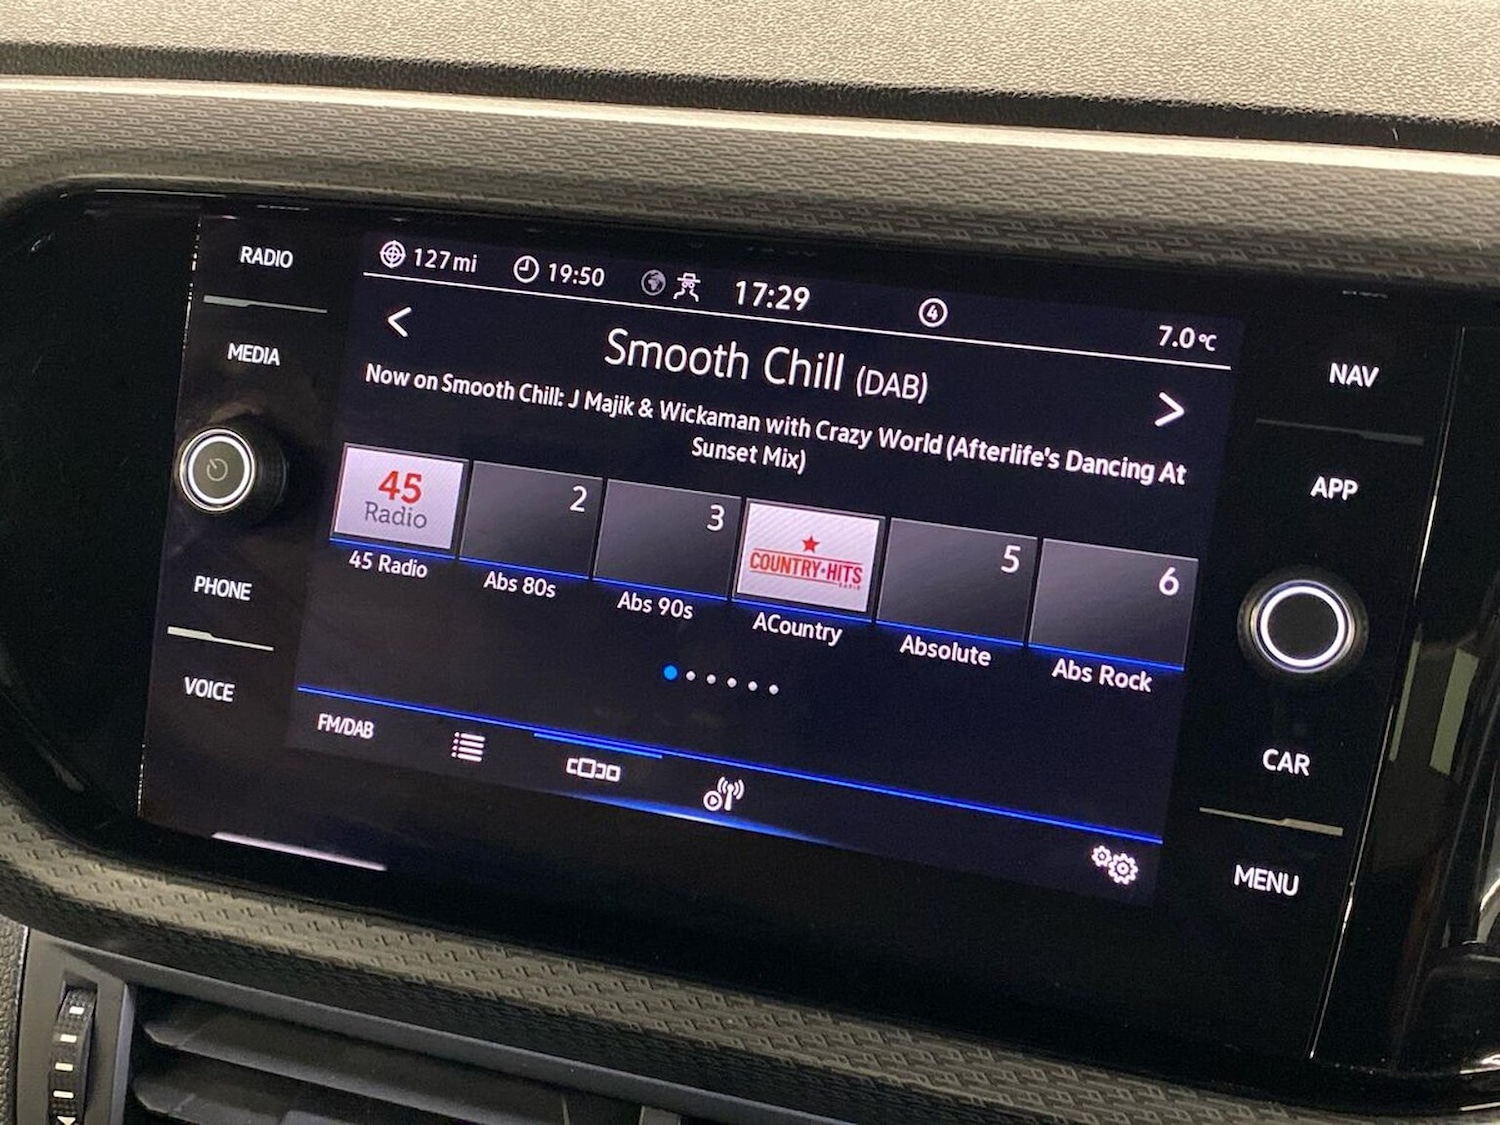 RADIO
MEDIA
PHONE
VOICE
127mi 19:50 17:29 4 7.0°C
Smooth Chill (DAB)
Now on Smooth Chill: J Majik & Wickaman with Crazy World (Afterlife's Dancing At
Sunset Mix)
45
Radio
2
3
COUNTRY•HITS
RADIO
5
6
45 Radio
Abs 80s
Abs 90s
ACountry
Absolute
Abs Rock
FM/DAB
NAV
APP
CAR
MENU